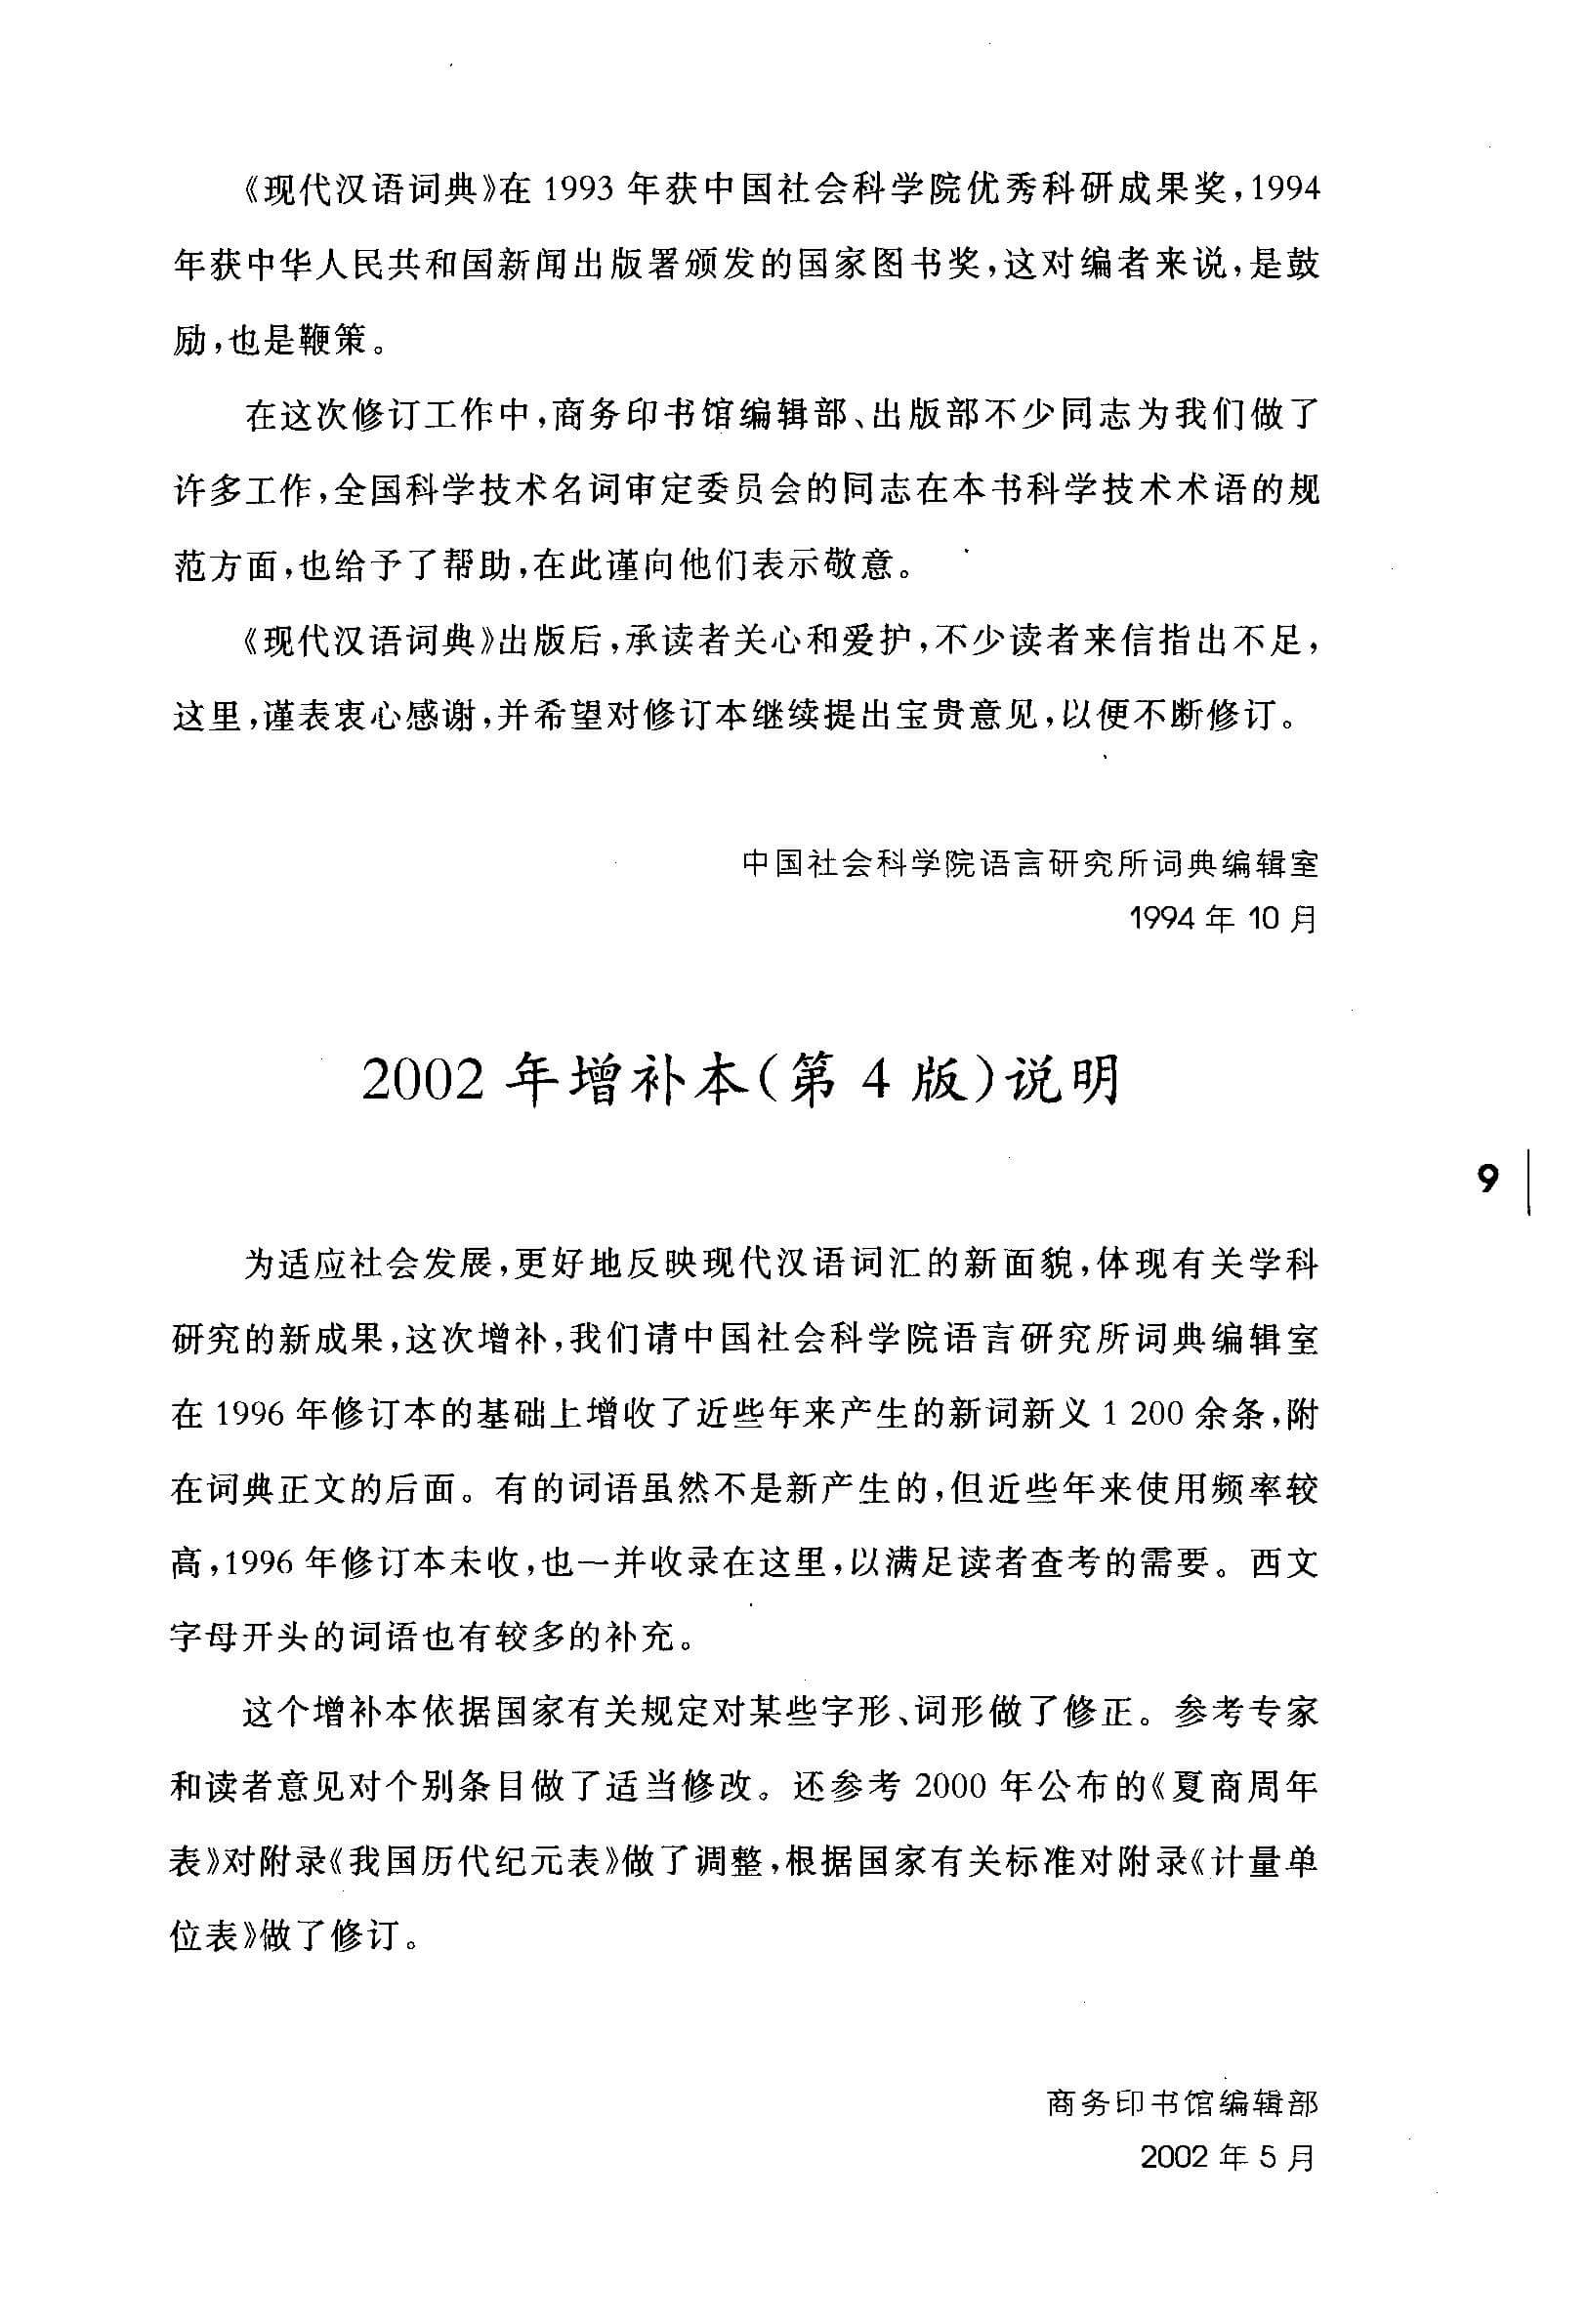 《现代汉语词典》在 1993 年获中国社会科学院优秀科研成果奖,1994
年获中华人民共和国新闻出版署颁发的国家图书奖,这对编者来说,是鼓
励,也是鞭策。
在这次修订工作中,商务印书馆编辑部、出版部不少同志为我们做了
许多工作,全国科学技术名词审定委员会的同志在本书科学技术术语的规
范方面,也给予了帮助,在此谨向他们表示敬意。
《现代汉语词典》出版后,承读者关心和爱护,不少读者来信指出不足,
这里,谨表衷心感谢,并希望对修订本继续提出宝贵意见,以便不断修订。
中国社会科学院语言研究所词典编辑室
1994 年 10 月
2002 年增补本(第 4 版)说明
9
为适应社会发展,更好地反映现代汉语词汇的新面貌,体现有关学科
研究的新成果,这次增补,我们请中国社会科学院语言研究所词典编辑室
在 1996 年修订本的基础上增收了近些年来产生的新词新义 1 200 余条,附
在词典正文的后面。有的词语虽然不是新产生的,但近些年来使用频率较
高,1996 年修订本未收,也一并收录在这里,以满足读者查考的需要。西文
字母开头的词语也有较多的补充。
这个增补本依据国家有关规定对某些字形、词形做了修正。参考专家
和读者意见对个别条目做了适当修改。还参考 2000 年公布的《夏商周年
表》对附录《我国历代纪元表》做了调整,根据国家有关标准对附录《计量单
位表》做了修订。
商务印书馆编辑部
2002 年 5 月